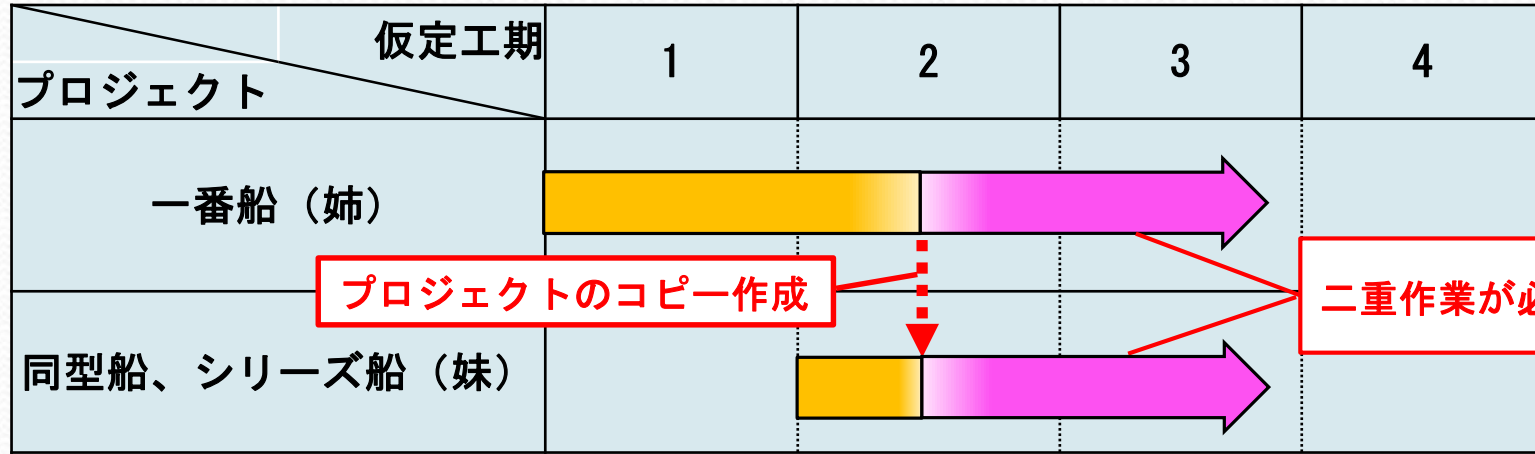 仮定工期
プロジェクト
1
2
3
4
一番船（姉）
プロジェクトのコピー作成
二重作業が
同型船、シリーズ船（妹）